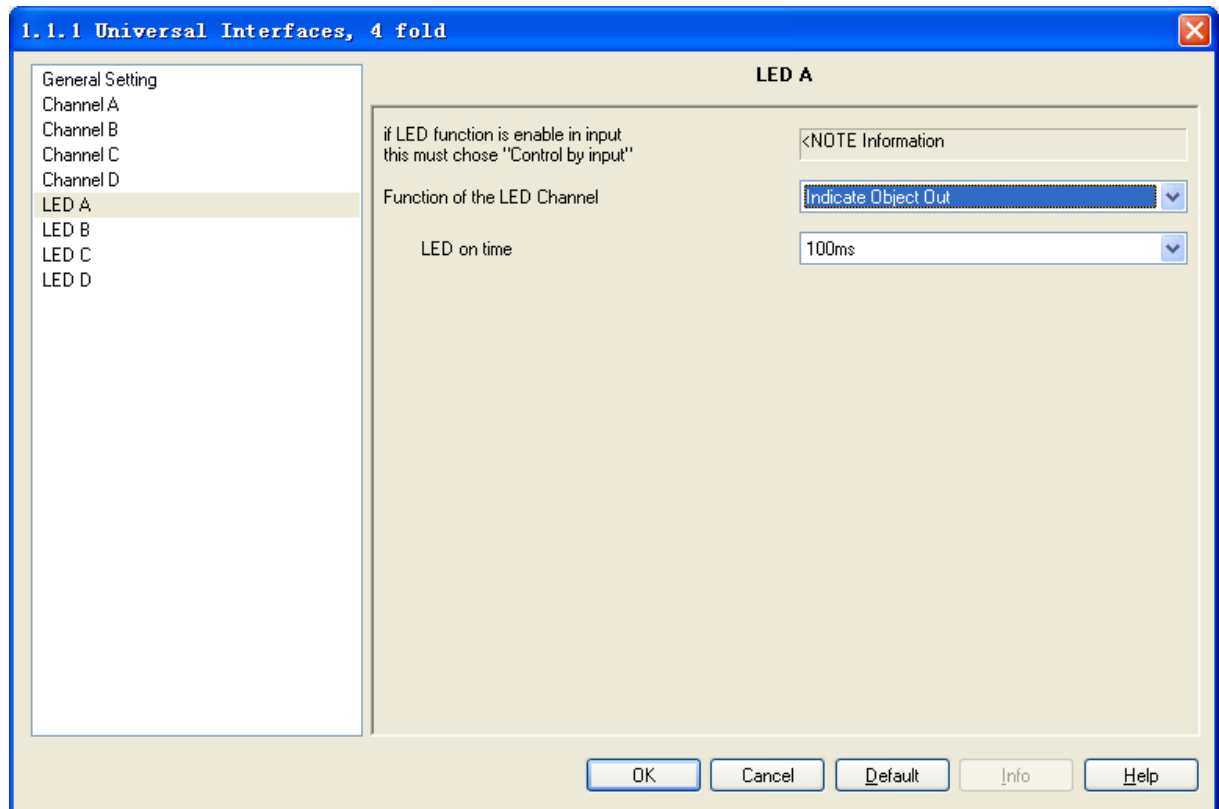 1.1.1 Universal Interfaces, 4 fold
General Setting
Channel A
Channel B
Channel C
Channel D
LED A
LED B
LED C
LED D
LED A
if LED function is enable in input
this must chose "Control by input"
<NOTE Information
Function of the LED Channel
Indicate Object Out
LED on time
100ms
OK
Cancel
Default
Info
Help